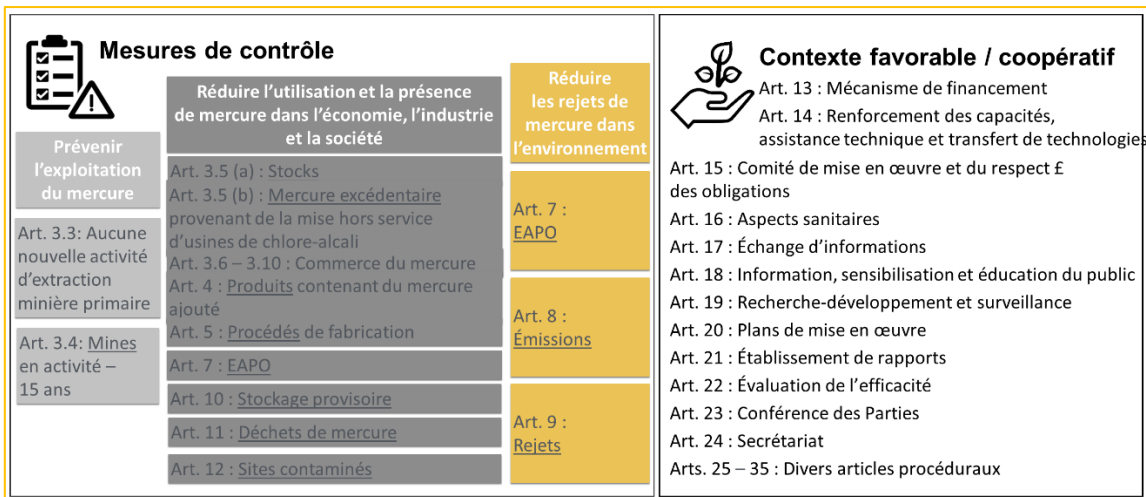 Mesures de contrôle
Prévenir
l’exploitation
du mercure
Art. 3.3: Aucune
nouvelle activité
d’extraction
minière primaire
Art. 3.4: Mines
en activité –
15 ans
Réduire l’utilisation et la présence
de mercure dans l’économie, l’industrie
et la société
Art. 3.5 (a) : Stocks
Art. 3.5 (b) : Mercure excédentaire
provenant de la mise hors service
d’usines de chlore-alcali
Art. 3.6 – 3.10 : Commerce du mercure
Art. 4 : Produits contenant du mercure
ajouté
Art. 5 : Procédés de fabrication
Art. 7 : EAPO
Art. 10 : Stockage provisoire
Art. 11 : Déchets de mercure
Art. 12 : Sites contaminés
Réduire
les rejets de
mercure dans
l’environnement
Art. 7 :
EAPO
Art. 8 :
Émissions
Art. 9 :
Rejets
Contexte favorable / coopératif
Art. 13 : Mécanisme de financement
Art. 14 : Renforcement des capacités,
assistance technique et transfert de technologies
Art. 15 : Comité de mise en œuvre et du respect £
des obligations
Art. 16 : Aspects sanitaires
Art. 17 : Échange d’informations
Art. 18 : Information, sensibilisation et éducation du public
Art. 19 : Recherche-développement et surveillance
Art. 20 : Plans de mise en œuvre
Art. 21 : Établissement de rapports
Art. 22 : Évaluation de l’efficacité
Art. 23 : Conférence des Parties
Art. 24 : Secrétariat
Arts. 25 – 35 : Divers articles procéduraux